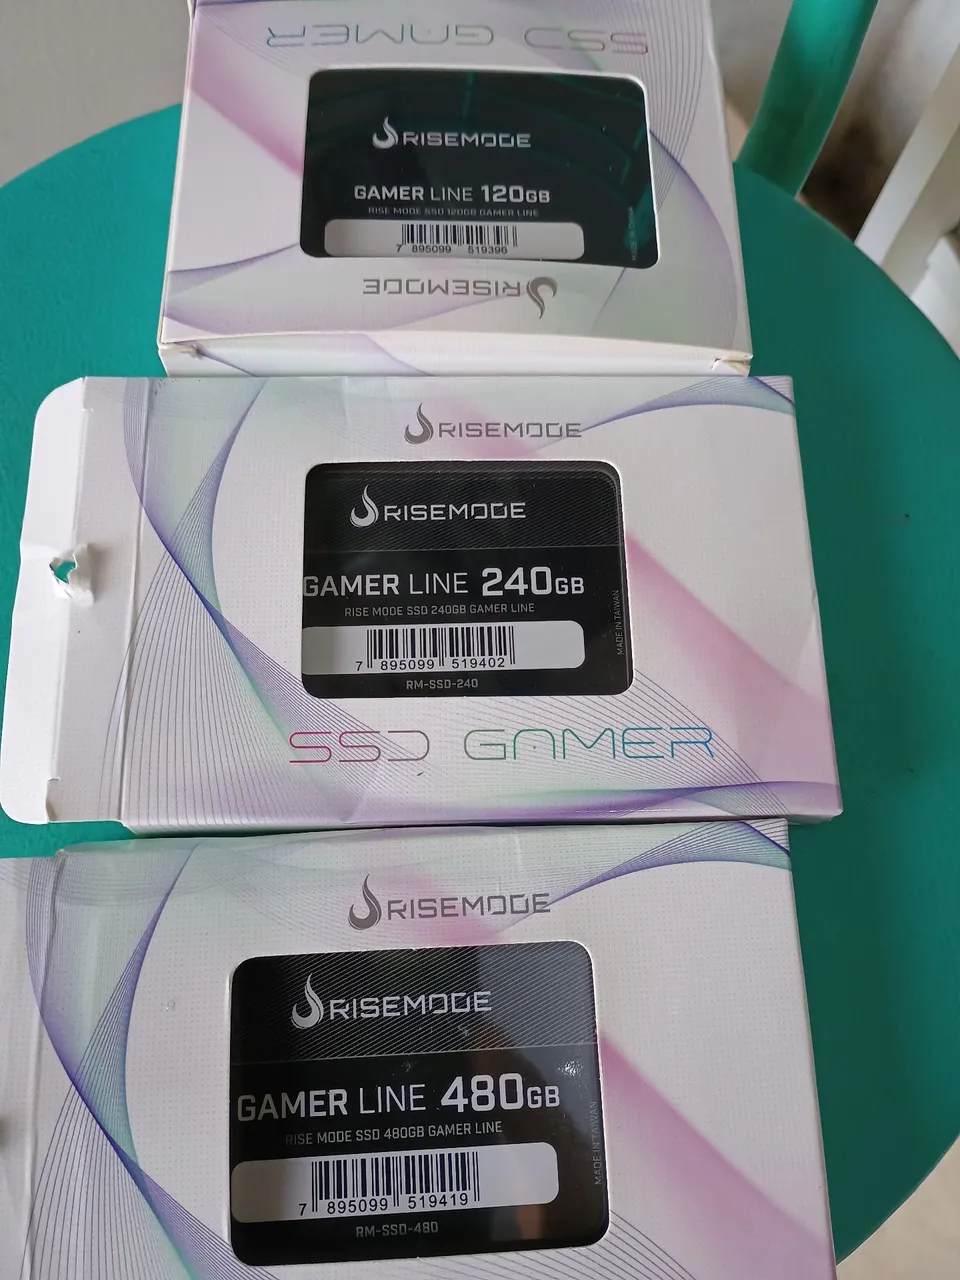 SSD GAMER
RISEMODE
GAMER LINE 120GB
RISE MODE SSD 120GB GAMER LINE
7 895099 519396
RISEMODE
RISEMODE
RISEMODE
GAMER LINE 240GB
RISE MODE SSD 240GB GAMER LINE
MADE IN TAIWAN
7 895099 519402
RM-SSD-240
SSD GAMER
RISEMODE
RISEMODE
GAMER LINE 480GB
RISE MODE SSD 480GB GAMER LINE
MADE IN TAIWAN
7 895099 519419
RM-SSD-480